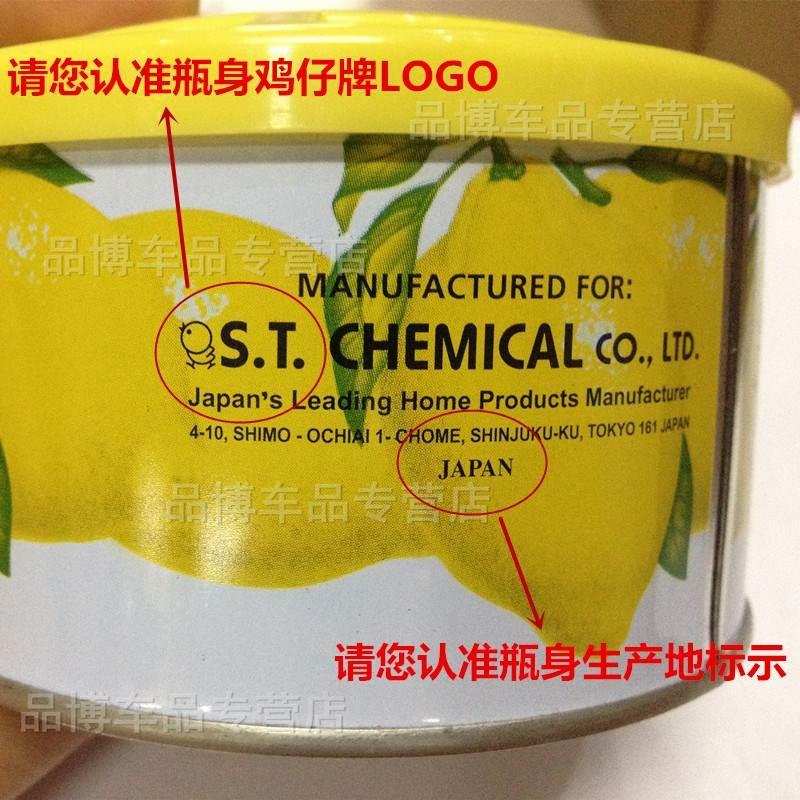 请您认准瓶身鸡仔牌LOGO
品博车品专营店
品博车品专营店
MANUFACTURED FOR:
S.T. CHEMICAL CO., LTD.
Japan's Leading Home Products Manufacturer
4-10, SHIMO - OCHIAI 1- CHOME, SHINJUKU-KU, TOKYO 161 JAPAN
JAPAN
品博车品专营店
请您认准瓶身生产地标示
品博车品专营店